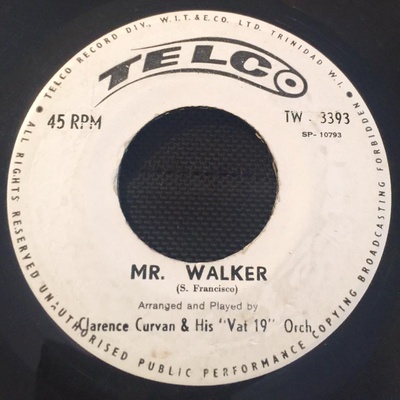 TELCO RECORD DIV., W.I.T. & E. CO. LTD. TRINIDAD W.I.
TELCO
45 RPM
TW - 3393
SP- 10793
MR. WALKER
(S. Francisco)
Arranged and Played by
Clarence Curvan & His "Vat 19" Orch.
ALL RIGHTS RESERVED UNAUTHORISED PUBLIC PERFORMANCE COPYING BROADCASTING FORBIDDEN